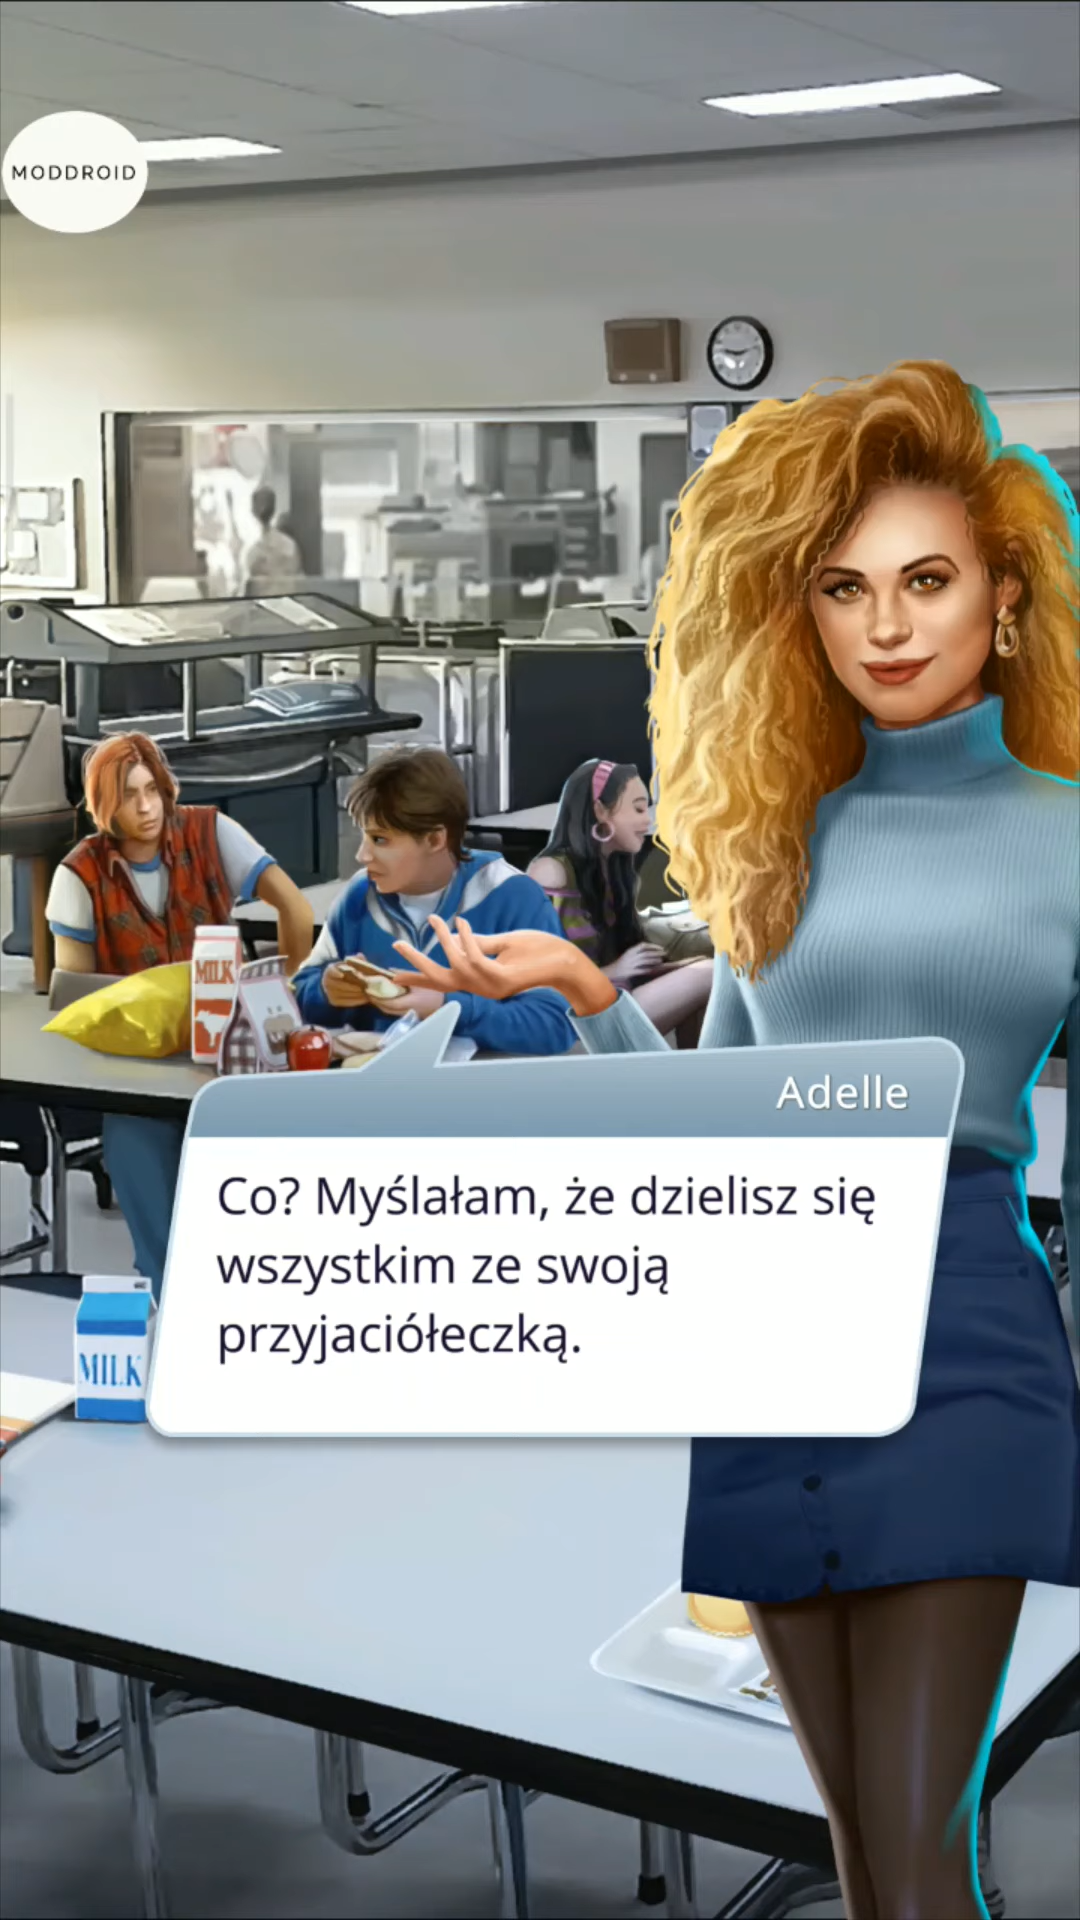 MODDROID
MILK
Adelle
Co? Myślałam, że dzielisz się
wszystkim ze swoją
przyjaciółeczką.
MILK